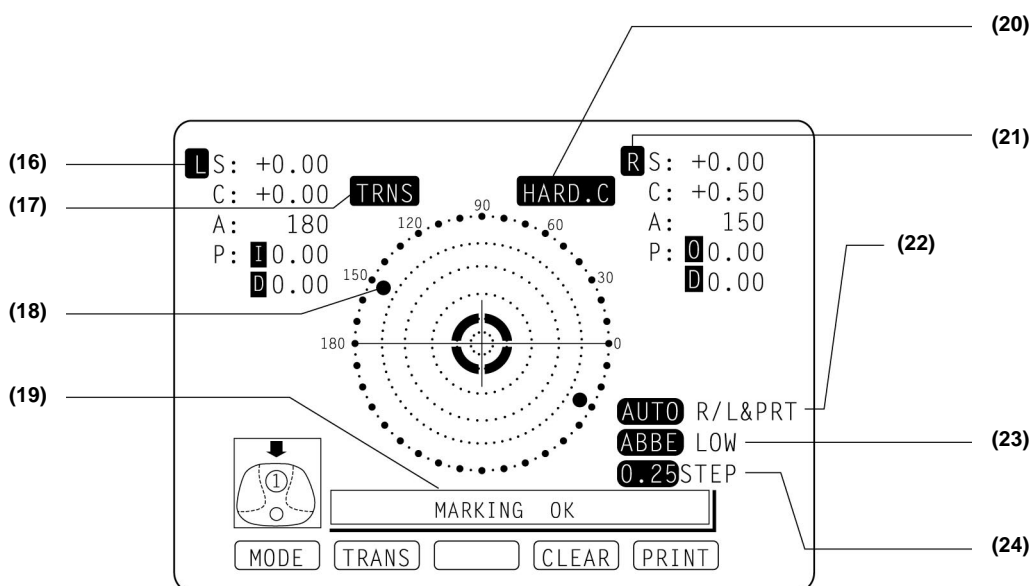 (20)
(21)
(16)
(17)
(18)
(19)
(22)
(23)
(24)
L S: +0.00
C: +0.00
A: 180
P: I 0.00
D 0.00
TRNS
HARD.C
R S: +0.00
C: +0.50
A: 150
P: O 0.00
D 0.00
90
120
60
150
30
180
0
AUTO R/L&PRT
ABBE LOW
0.25STEP
1
MARKING OK
MODE TRANS CLEAR PRINT